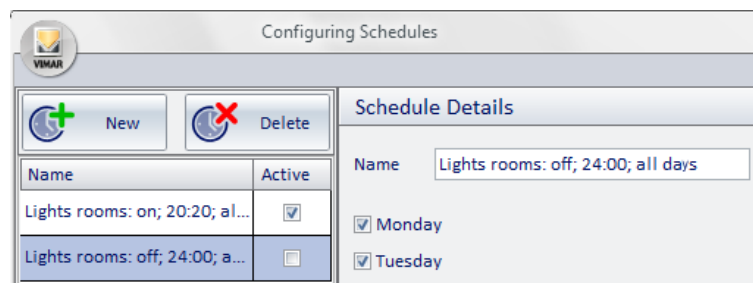 Configuring Schedules
VIMAR
New
Delete
Schedule Details
Name
Lights rooms: off; 24:00; all days
Name
Active
Lights rooms: on; 20:20; al...
Monday
Lights rooms: off; 24:00; a...
Tuesday